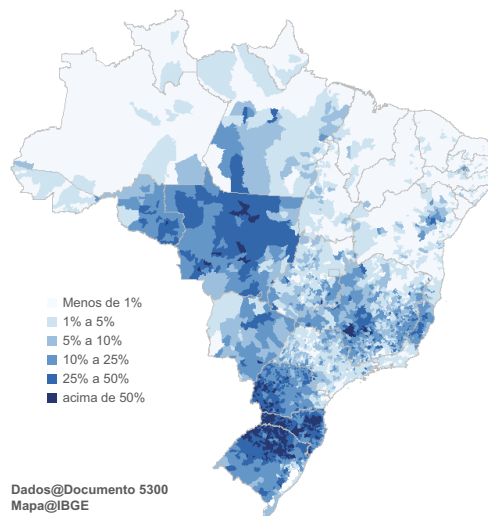 Menos de 1%
1% a 5%
5% a 10%
10% a 25%
25% a 50%
acima de 50%
Dados@Documento 5300
Mapa@IBGE